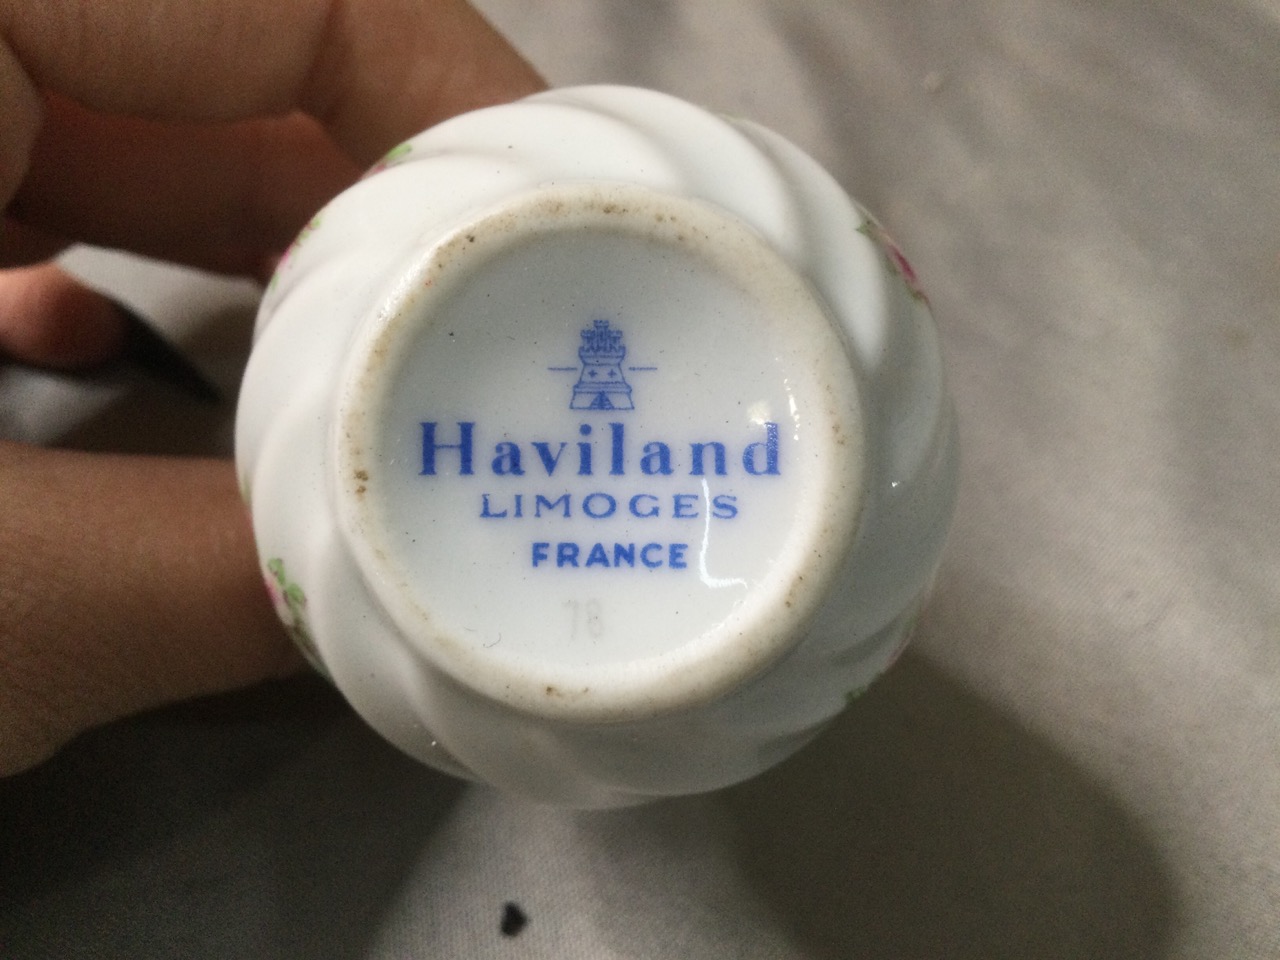 Haviland
LIMOGES
FRANCE
78